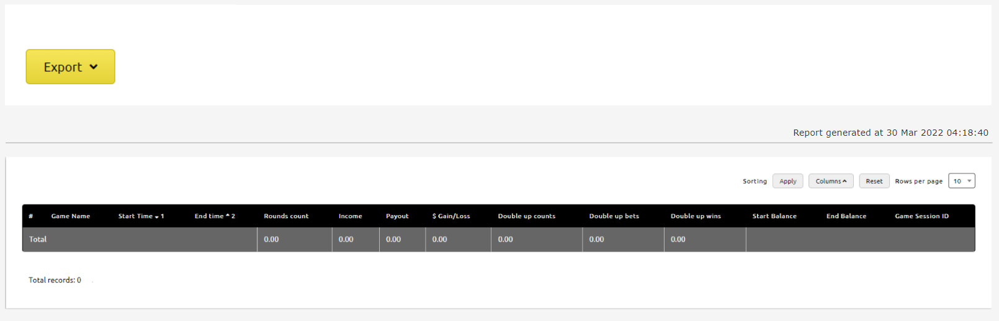 Export
Report generated at 30 Mar 2022 04:18:40
Sorting Apply Columns Reset Rows per page 10
# Game Name Start Time 1 End time 2 Rounds count Income Payout $ Gain/Loss Double up counts Double up bets Double up wins Start Balance End Balance Game Session ID
Total 0.00 0.00 0.00 0.00 0.00 0.00 0.00
Total records: 0